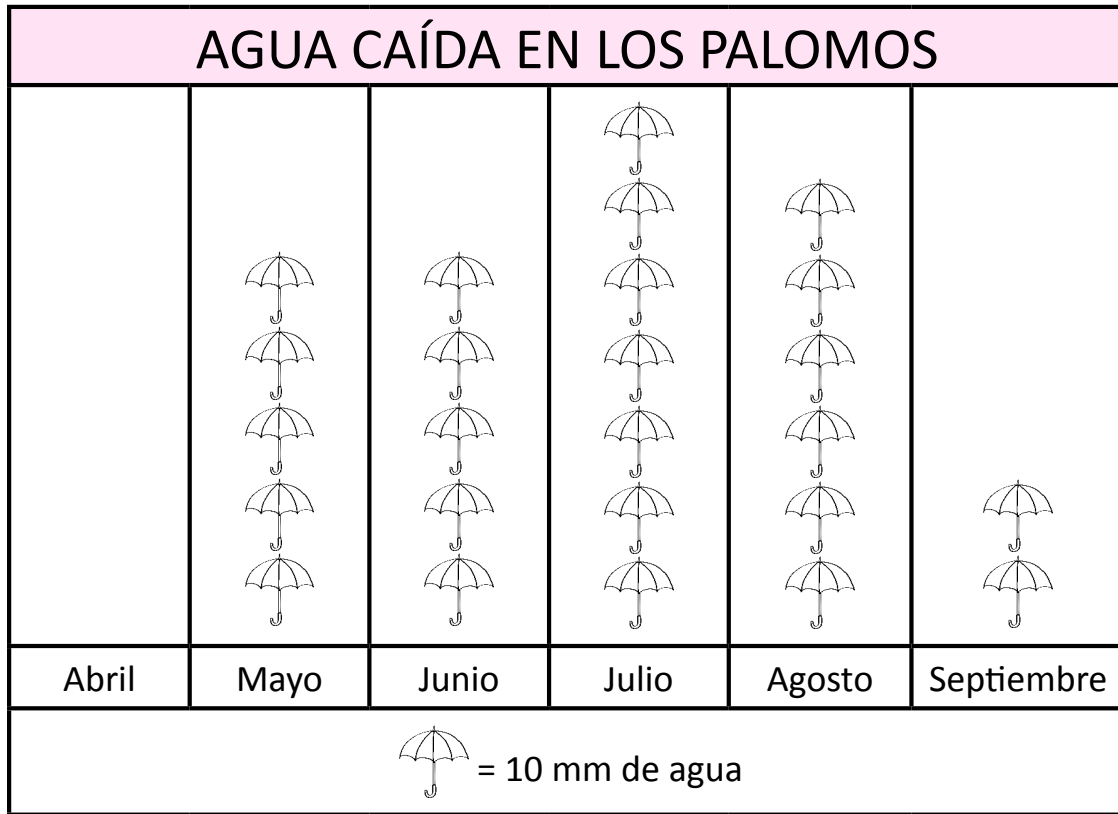 AGUA CAÍDA EN LOS PALOMOS
Abril Mayo Junio Julio Agosto Septiembre
= 10 mm de agua